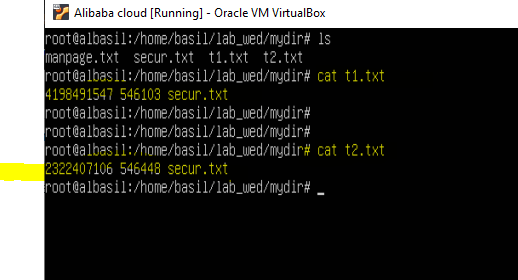 Alibaba cloud [Running] - Oracle VM VirtualBox
root@albasil:/home/basil/lab_wed/mydir# ls
manpage.txt  secur.txt  t1.txt  t2.txt
root@albasil:/home/basil/lab_wed/mydir# cat t1.txt
4198491547 546103 secur.txt
root@albasil:/home/basil/lab_wed/mydir#
root@albasil:/home/basil/lab_wed/mydir#
root@albasil:/home/basil/lab_wed/mydir# cat t2.txt
2322407106 546448 secur.txt
root@albasil:/home/basil/lab_wed/mydir# _